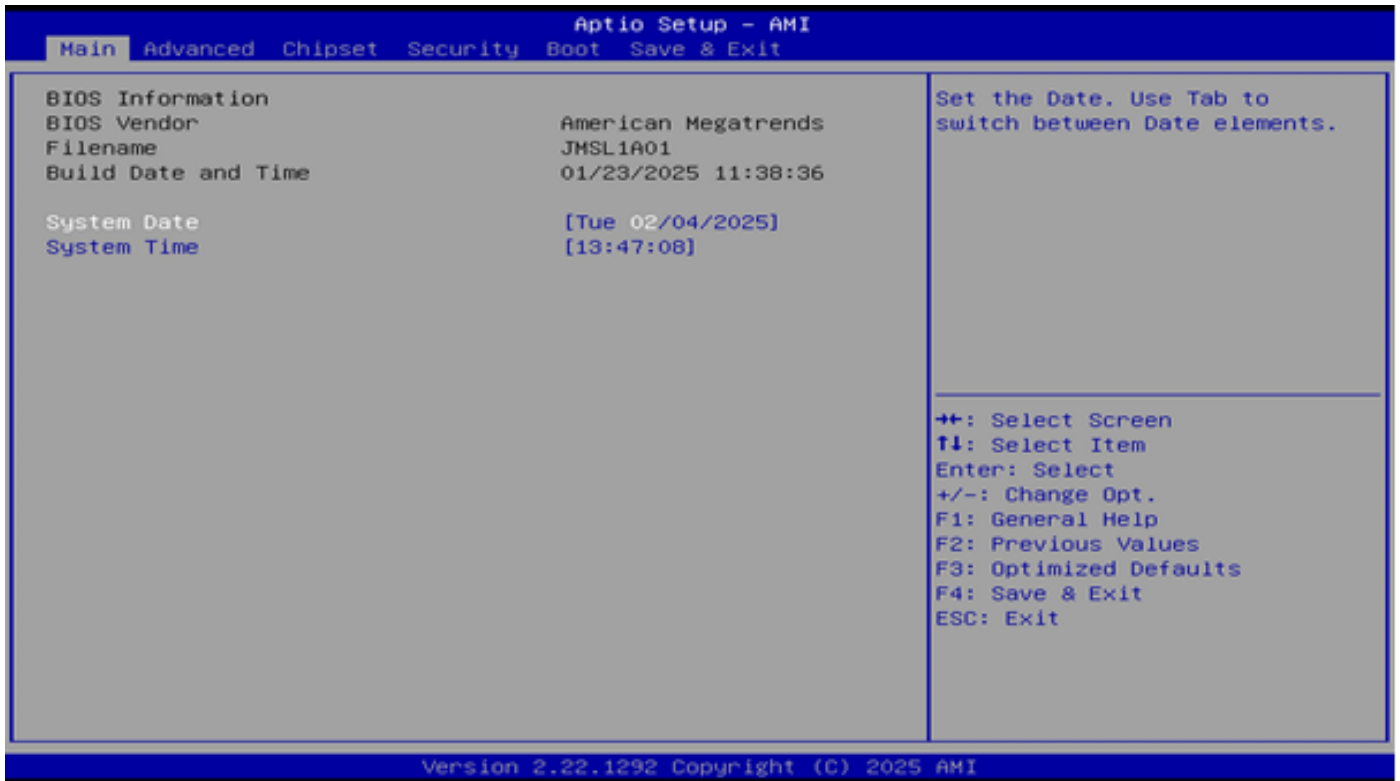 Aptio Setup - AMI
Main Advanced Chipset Security Boot Save & Exit
BIOS Information
BIOS Vendor American Megatrends
Filename JMSL1A01
Build Date and Time 01/23/2025 11:38:36
System Date [Tue 02/04/2025]
System Time [13:47:08]
Set the Date. Use Tab to
switch between Date elements.
→←: Select Screen
↑↓: Select Item
Enter: Select
+/-: Change Opt.
F1: General Help
F2: Previous Values
F3: Optimized Defaults
F4: Save & Exit
ESC: Exit
Version 2.22.1292 Copyright (C) 2025 AMI